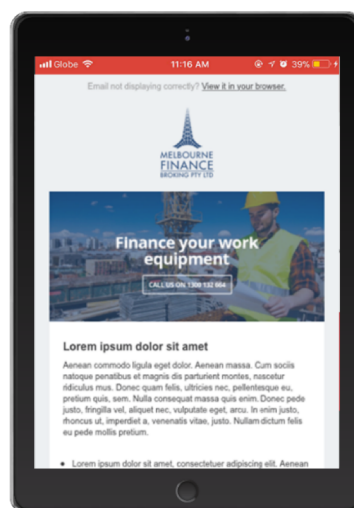 Globe 11:16 AM 39%
Email not displaying correctly? View it in your browser.
MELBOURNE
FINANCE
BROKING PTY LTD
Finance your work
equipment
CALL US ON 1300 132 664
Lorem ipsum dolor sit amet
Aenean commodo ligula eget dolor. Aenean massa. Cum sociis
natoque penatibus et magnis dis parturient montes, nascetur
ridiculus mus. Donec quam felis, ultricies nec, pellentesque eu,
pretium quis, sem. Nulla consequat massa quis enim. Donec pede
justo, fringilla vel, aliquet nec, vulputate eget, arcu. In enim justo,
rhoncus ut, imperdiet a, venenatis vitae, justo. Nullam dictum felis
eu pede mollis pretium.
• Lorem ipsum dolor sit amet, consectetuer adipiscing elit. Aenean